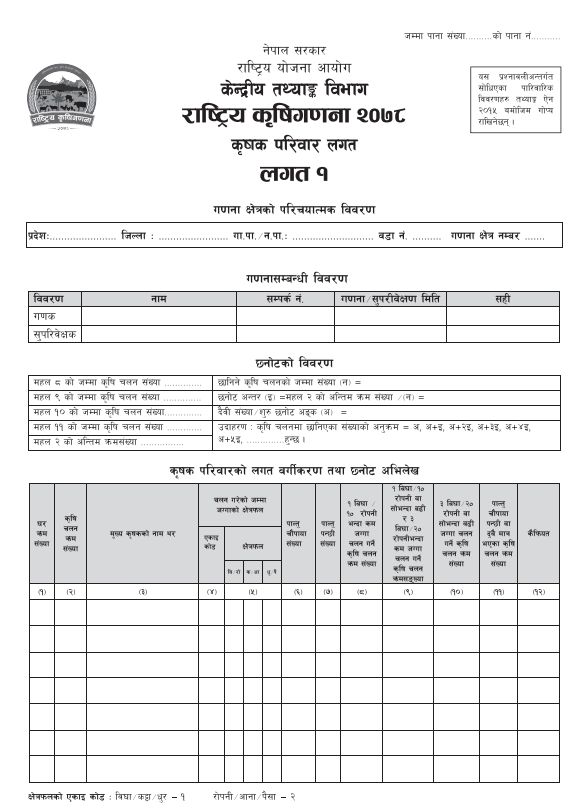 जम्मा पाना संख्या.........को पाना नं...........
नेपाल सरकार
राष्ट्रिय योजना आयोग
केन्द्रीय तथ्याङ्क विभाग
राष्ट्रिय कृषिगणना २०७८
कृषक परिवार लगत
लगत १
राष्ट्रिय कृषिगणना
२०७८
यस प्रश्नावलीअन्तर्गत
सोधिएका पारिवारिक
विवरणहरु तथ्याङ्क ऐन
२०१५ बमोजिम गोप्य
राखिनेछन् ।
गणना क्षेत्रको परिचयात्मक विवरण
प्रदेश:....................... जिल्ला : ........................ गा.पा./न.पा.: ............................ वडा नं. .......... गणना क्षेत्र नम्बर .......
गणनासम्बन्धी विवरण
विवरण नाम सम्पर्क नं. गणना/सुपरीवेक्षण मिति सही
गणक
सुपरिवेक्षक
छनोटको विवरण
महल ८ को जम्मा कृषि चलन संख्या ............. छानिने कृषि चलनको जम्मा संख्या (न) =
महल ९ को जम्मा कृषि चलन संख्या ............. छनोट अन्तर (इ) =महल २ को अन्तिम क्रम संख्या /(न) =
महल १० को जम्मा कृषि चलन संख्या............. दैवी संख्या/शुरु छनोट अङ्क (अ) =
महल ११ को जम्मा कृषि चलन संख्या ............. उदाहरण : कृषि चलनमा छानिएका संख्याको अनुक्रम = अ, अ+इ, अ+२इ, अ+३इ, अ+४इ,
महल २ को अन्तिम क्रमसंख्या ................ अ+५इ, .............हुन्छ ।
कृषक परिवारको लगत वर्गीकरण तथा छनोट अभिलेख
घर
क्रम
संख्या
कृषि
चलन
क्रम
संख्या
मुख्य कृषकको नाम थर
चलन गरेको जम्मा
जग्गाको क्षेत्रफल
एकाइ
कोड
क्षेत्रफल
बि-रो क-आ धु-पै
पाल्तु
चौपाया
संख्या
पाल्तु
पन्छी
संख्या
१ बिघा /
१० रोपनी
भन्दा कम
जग्गा
चलन गर्ने
कृषि चलन
क्रम संख्या
१ बिघा/१०
रोपनी वा
सोभन्दा बढी
र ३
बिघा/२०
रोपनीभन्दा
कम जग्गा
चलन गर्ने
कृषि चलन
क्रमसङ्ख्या
३ बिघा/२०
रोपनी वा
सोभन्दा बढी
जग्गा चलन
गर्ने कृषि
चलन क्रम
संख्या
पाल्तु
चौपाया
पन्छी वा
दुवै मात्र
भएका कृषि
चलन क्रम
संख्या
कैफियत
(१) (२) (३) (४) (५) (६) (७) (८) (९) (१०) (११) (१२)
क्षेत्रफलको एकाइ कोड : बिघा/कट्ठा/धुर – १ रोपनी/आना/पैसा – २